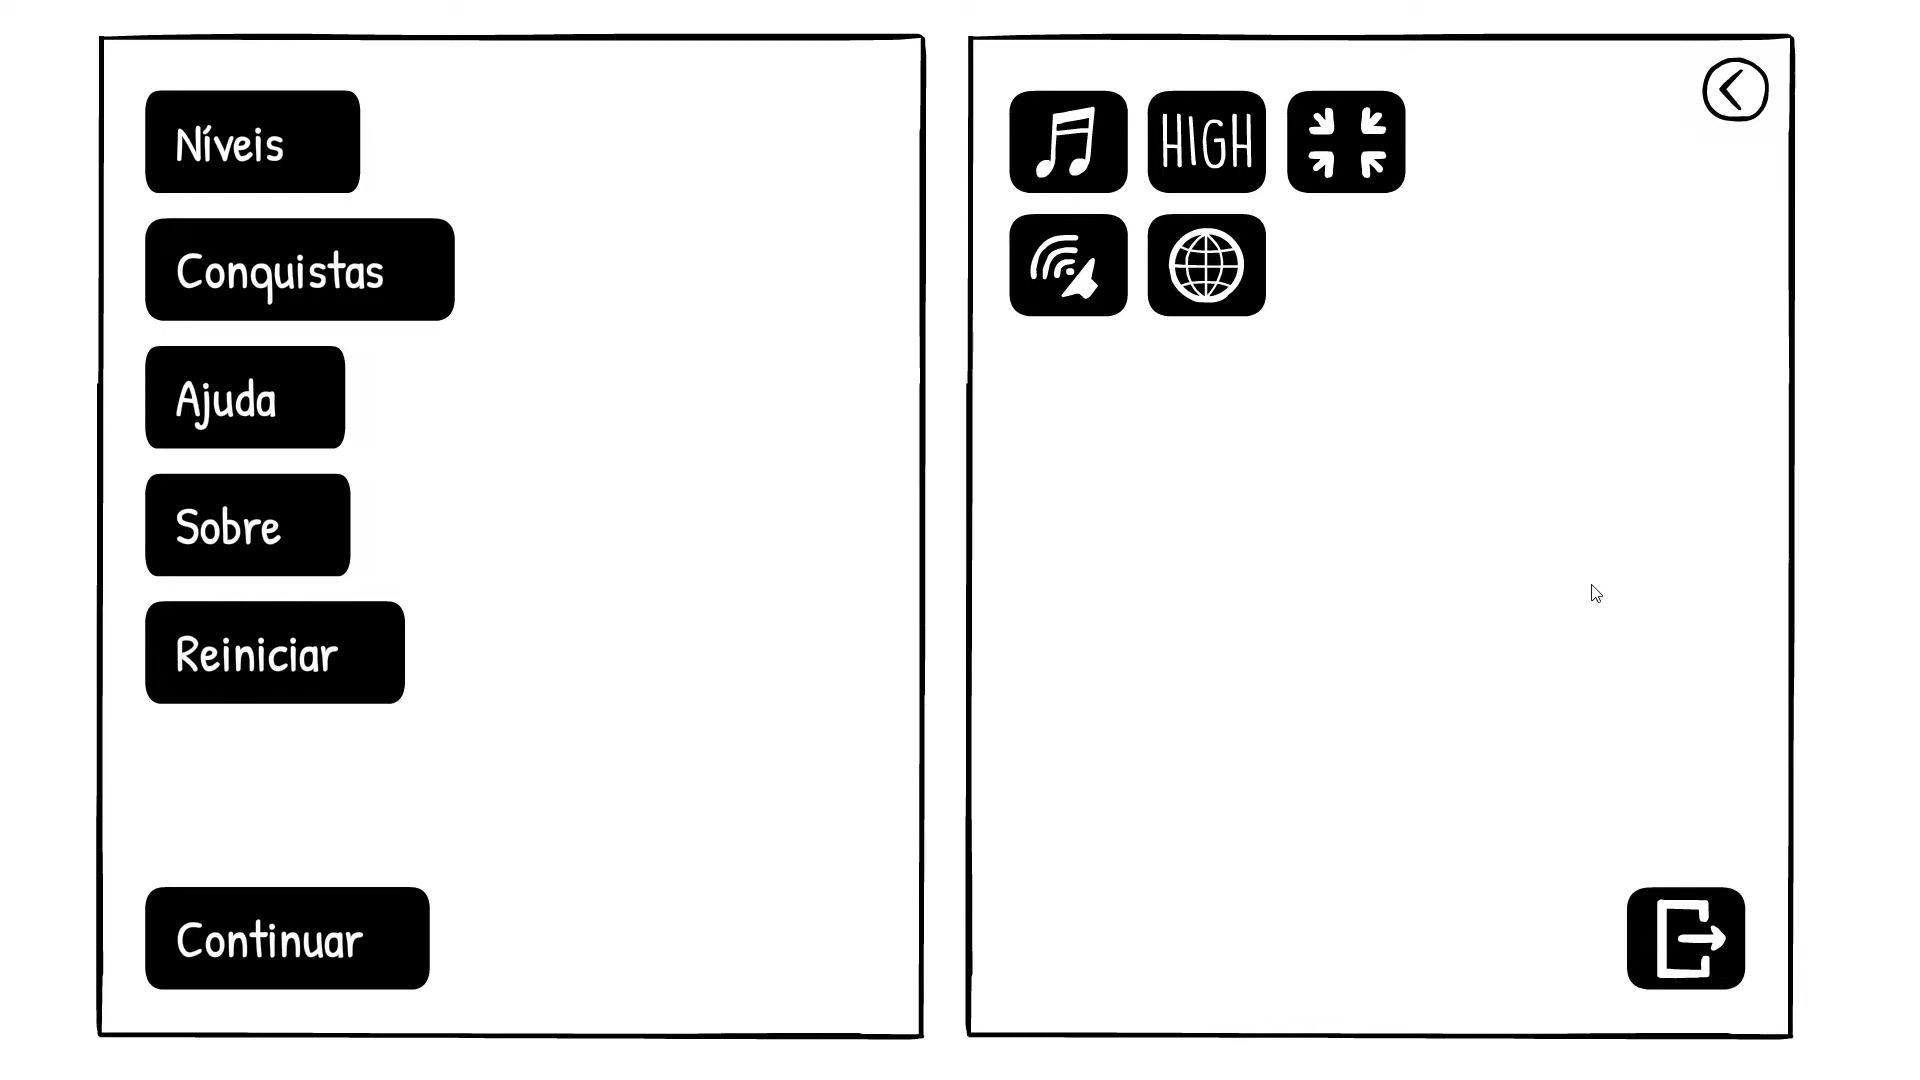 Níveis
Conquistas
Ajuda
Sobre
Reiniciar
Continuar
HIGH